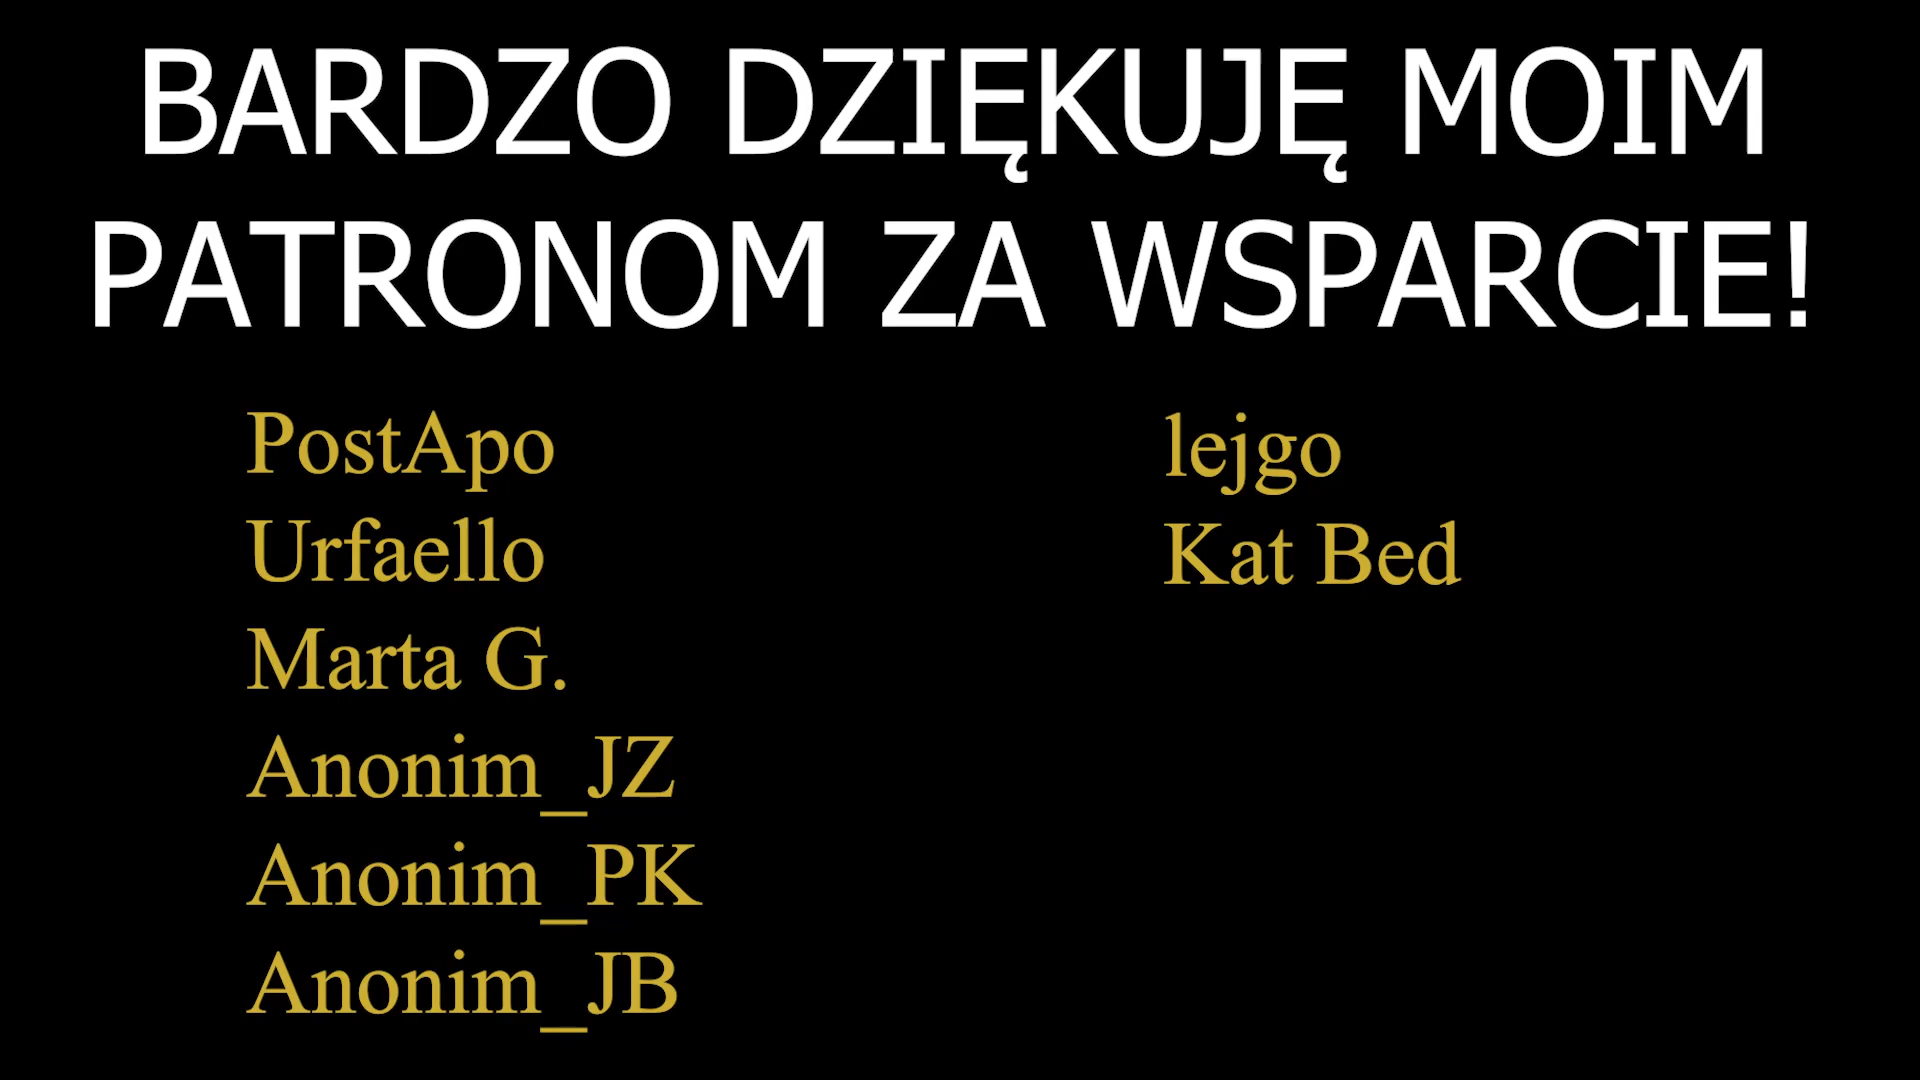 BARDZO DZIĘKUJĘ MOIM
PATRONOM ZA WSPARCIE!
PostApo
Urfaello
Marta G.
Anonim_JZ
Anonim_PK
Anonim_JB
lejgo
Kat Bed